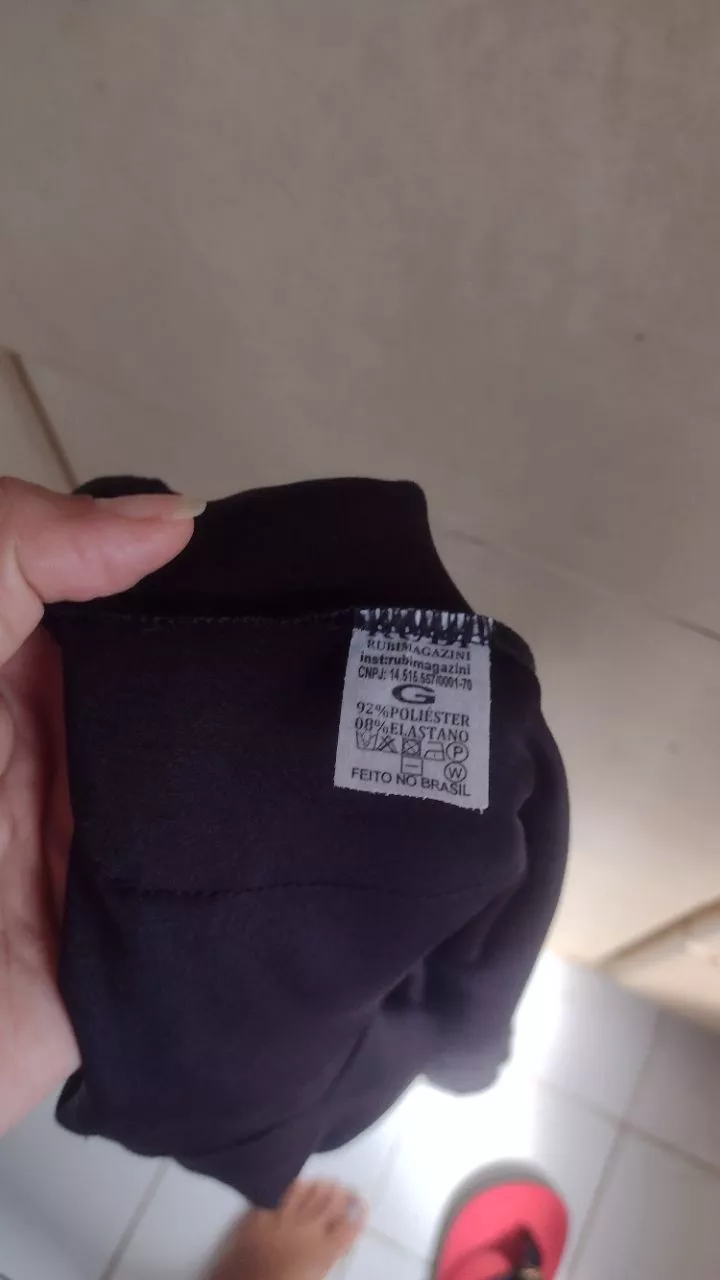 RUBIMAGAZINI
inst:rubimagazini
CNPJ: 14.515.557/0001-70
G
92%POLIÉSTER
08%ELASTANO
P
W
FEITO NO BRASIL